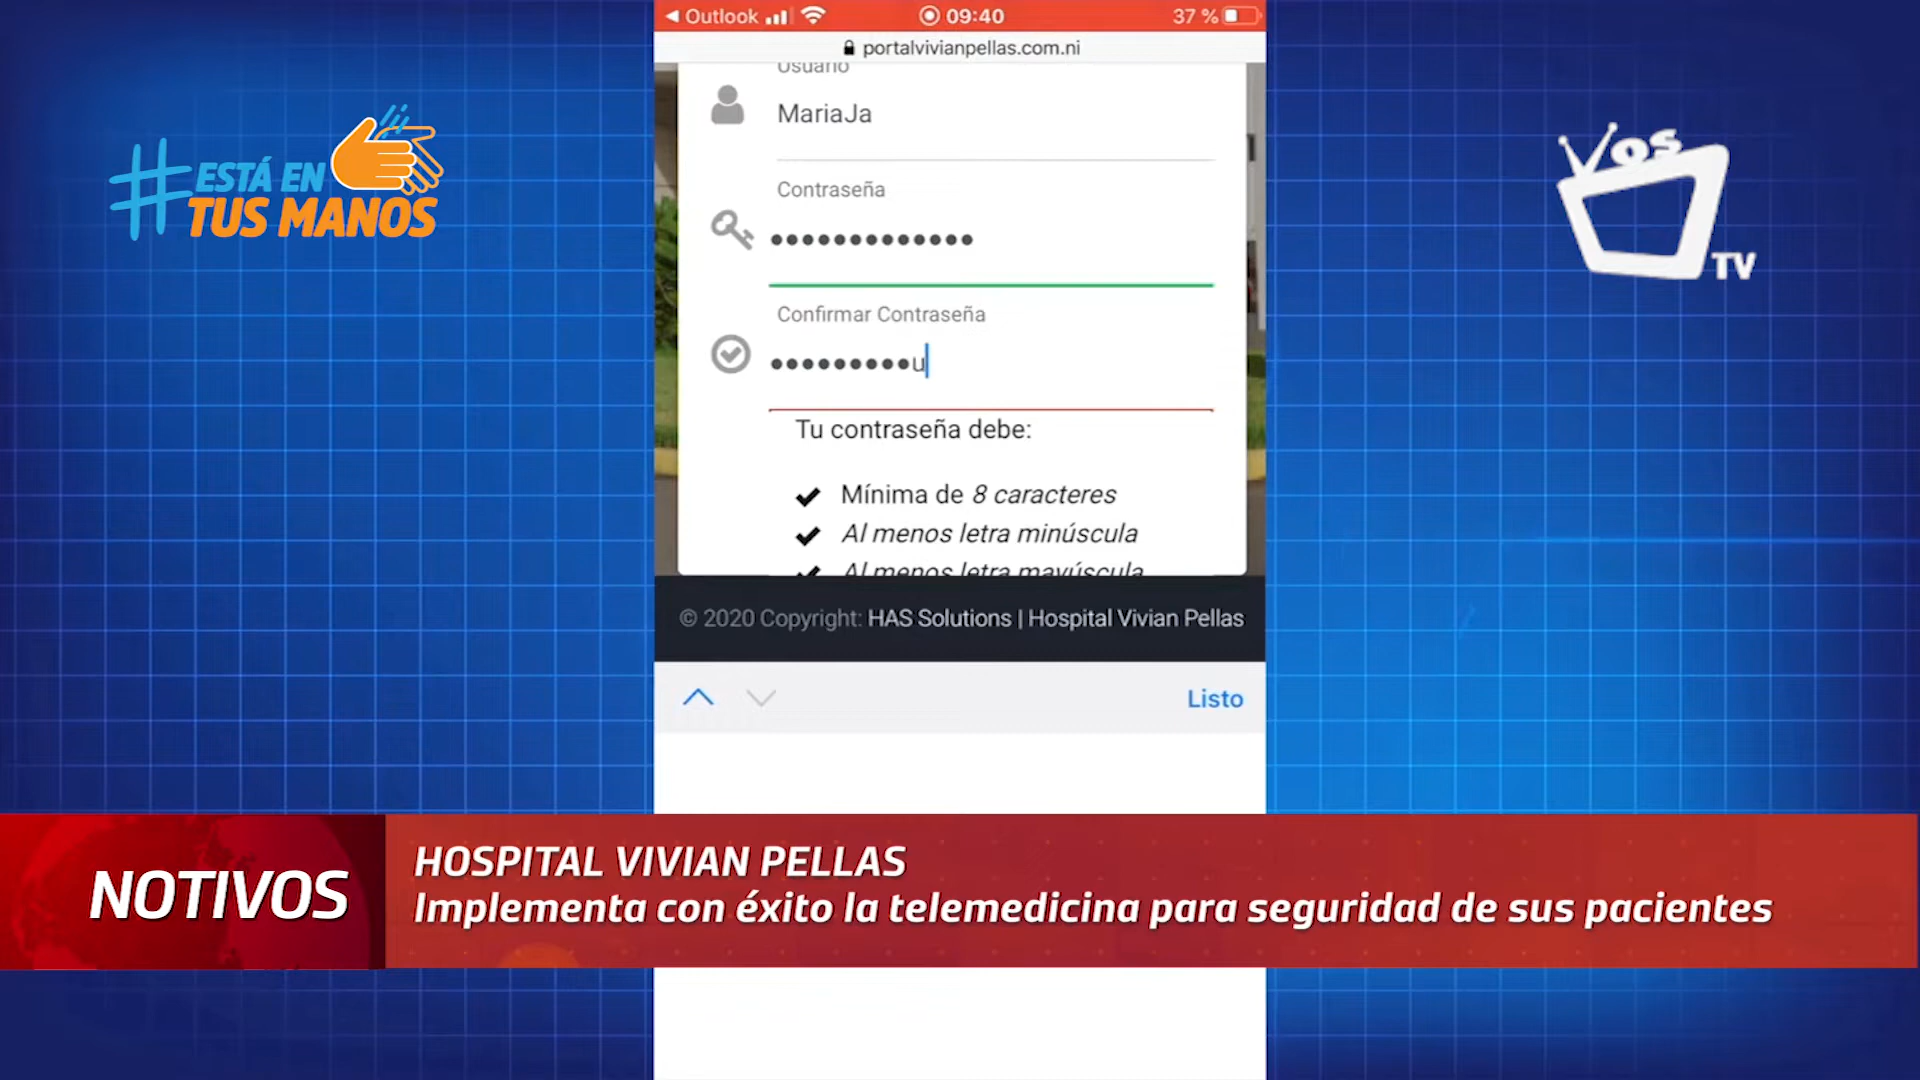 Outlook 09:40 37 %
portalvivianpellas.com.ni
Usuario
MariaJa
Contraseña
•••••••••••••
Confirmar Contraseña
•••••••••u
Tu contraseña debe:
Mínima de 8 caracteres
Al menos letra minúscula
Al menos letra mayúscula
© 2020 Copyright: HAS Solutions | Hospital Vivian Pellas
Listo
#ESTÁ EN
TUS MANOS
VOS
TV
NOTIVOS
HOSPITAL VIVIAN PELLAS
Implementa con éxito la telemedicina para seguridad de sus pacientes